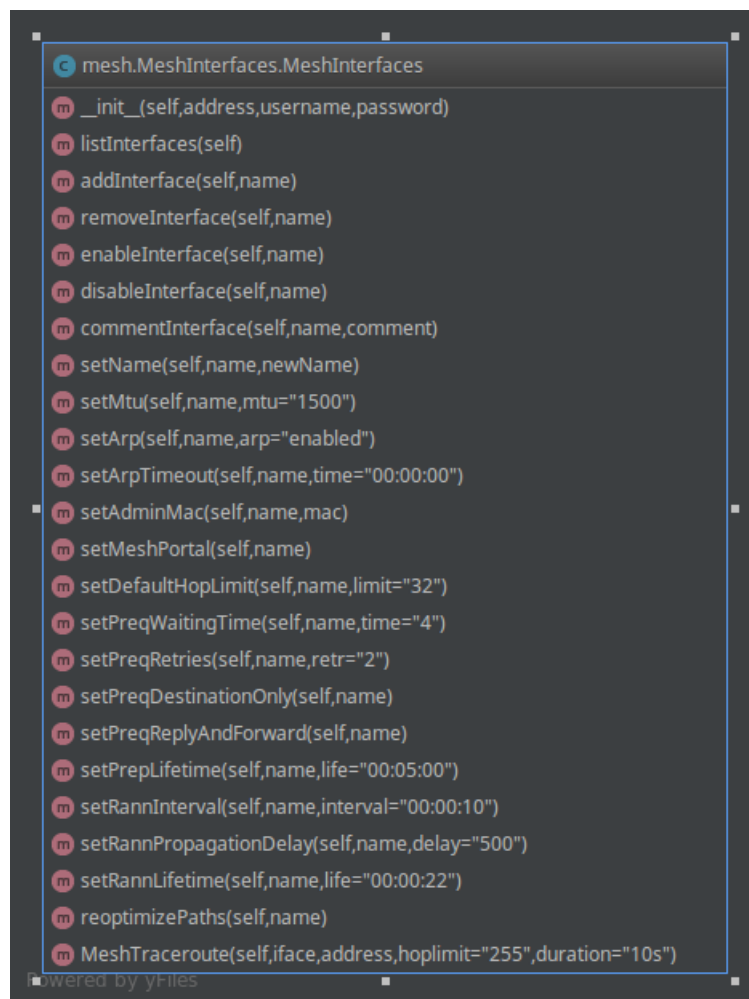 C mesh.MeshInterfaces.MeshInterfaces
m __init__(self,address,username,password)
m listInterfaces(self)
m addInterface(self,name)
m removeInterface(self,name)
m enableInterface(self,name)
m disableInterface(self,name)
m commentInterface(self,name,comment)
m setName(self,name,newName)
m setMtu(self,name,mtu="1500")
m setArp(self,name,arp="enabled")
m setArpTimeout(self,name,time="00:00:00")
m setAdminMac(self,name,mac)
m setMeshPortal(self,name)
m setDefaultHopLimit(self,name,limit="32")
m setPreqWaitingTime(self,name,time="4")
m setPreqRetries(self,name,retr="2")
m setPreqDestinationOnly(self,name)
m setPreqReplyAndForward(self,name)
m setPrepLifetime(self,name,life="00:05:00")
m setRannInterval(self,name,interval="00:00:10")
m setRannPropagationDelay(self,name,delay="500")
m setRannLifetime(self,name,life="00:00:22")
m reoptimizePaths(self,name)
m MeshTraceroute(self,iface,address,hoplimit="255",duration="10s")
Powered by yFiles